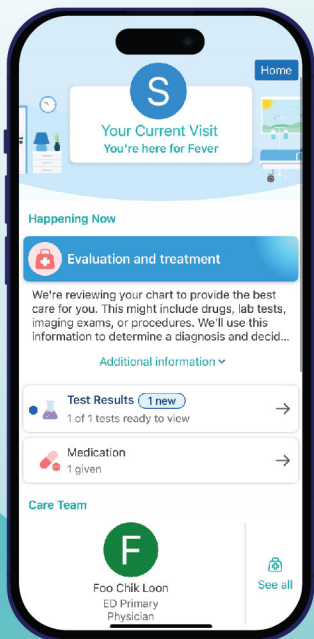 S
Home
Your Current Visit
You're here for Fever
Happening Now
Evaluation and treatment
We're reviewing your chart to provide the best
care for you. This might include drugs, lab tests,
imaging exams, or procedures. We'll use this
information to determine a diagnosis and decid...
Additional information
Test Results 1 new
1 of 1 tests ready to view
Medication
1 given
Care Team
F
Foo Chik Loon
ED Primary
Physician
See all